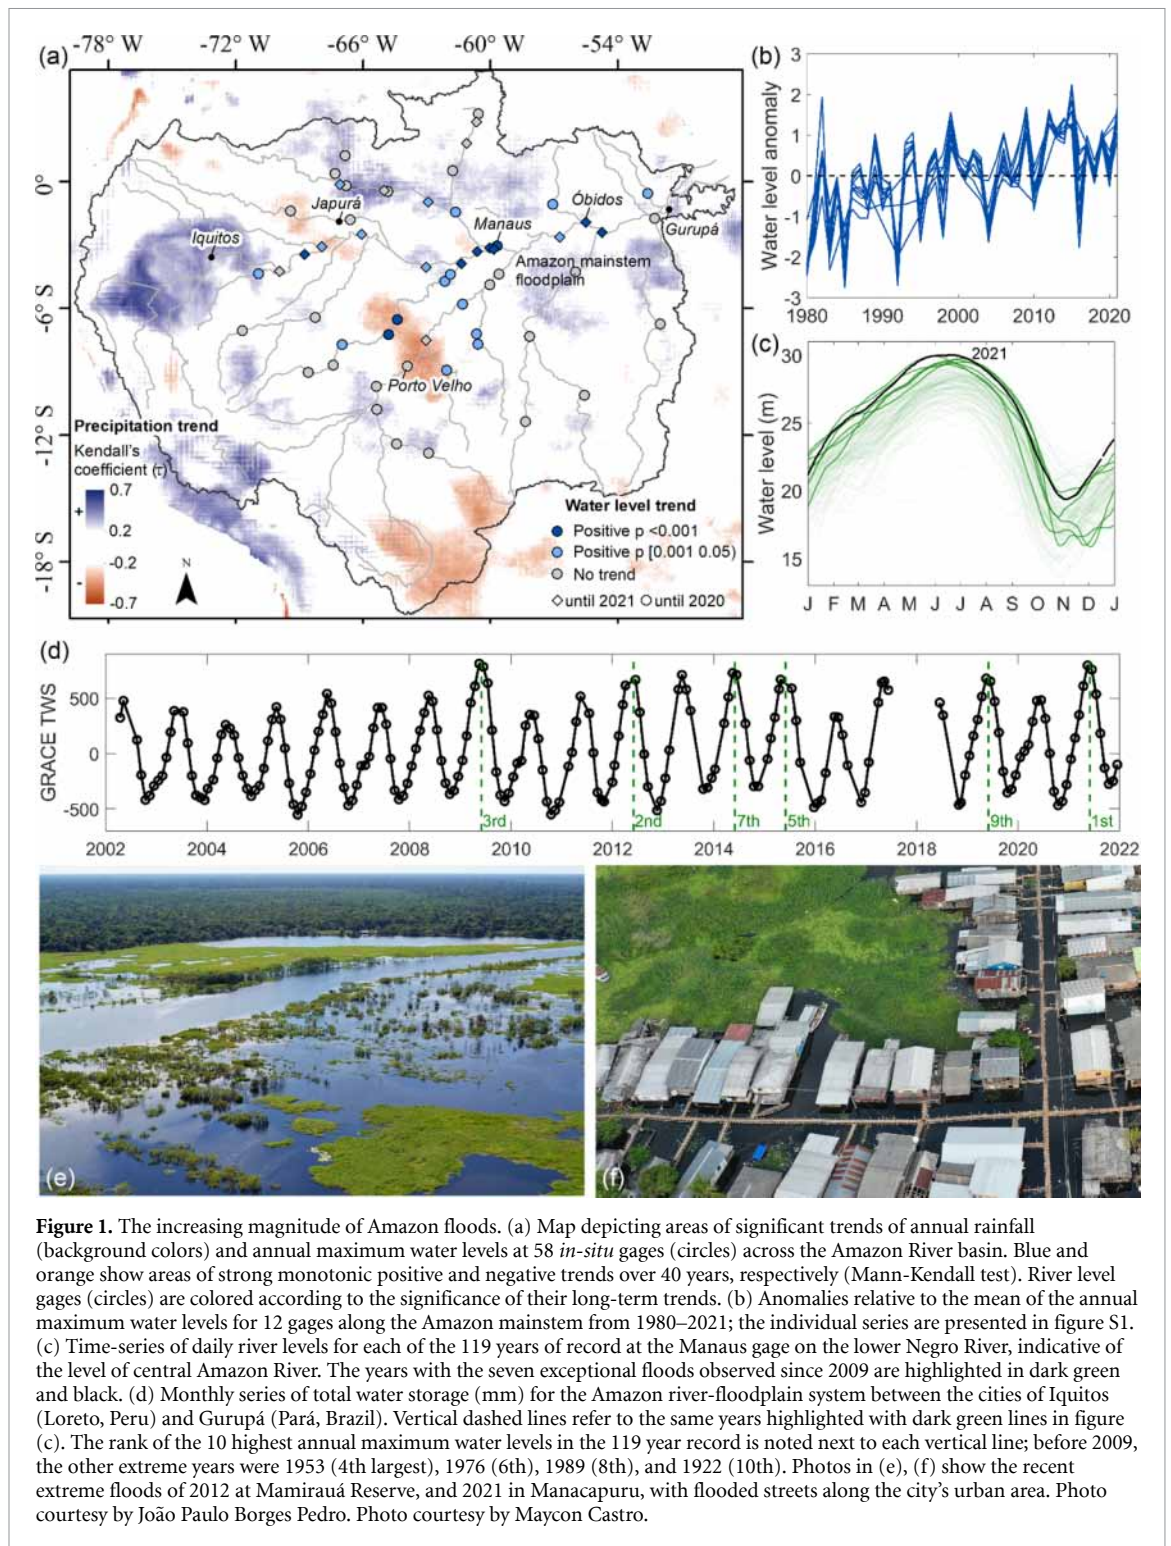 -78° W -72° W -66° W -60° W -54° W
(a)
0°
-6° S
-12° S
-18° S
Japurá
Iquitos
Manaus
Óbidos
Gurupá
Amazon mainstem
floodplain
Porto Velho
Precipitation trend
Kendall's
coefficient (τ)
+
0.7
0.2
-0.2
-
-0.7
N
Water level trend
Positive p <0.001
Positive p [0.001 0.05)
No trend
until 2021 until 2020
(b)
Water level anomaly
3
2
1
0
-1
-2
-3
1980 1990 2000 2010 2020
(c)
Water level (m)
30
25
20
15
2021
J F M A M J J A S O N D J
(d)
GRACE TWS
500
0
-500
3rd 2nd 7th 5th 9th 1st
2002 2004 2006 2008 2010 2012 2014 2016 2018 2020 2022
(e)
(f)
Figure 1. The increasing magnitude of Amazon floods. (a) Map depicting areas of significant trends of annual rainfall
(background colors) and annual maximum water levels at 58 in-situ gages (circles) across the Amazon River basin. Blue and
orange show areas of strong monotonic positive and negative trends over 40 years, respectively (Mann-Kendall test). River level
gages (circles) are colored according to the significance of their long-term trends. (b) Anomalies relative to the mean of the annual
maximum water levels for 12 gages along the Amazon mainstem from 1980–2021; the individual series are presented in figure S1.
(c) Time-series of daily river levels for each of the 119 years of record at the Manaus gage on the lower Negro River, indicative of
the level of central Amazon River. The years with the seven exceptional floods observed since 2009 are highlighted in dark green
and black. (d) Monthly series of total water storage (mm) for the Amazon river-floodplain system between the cities of Iquitos
(Loreto, Peru) and Gurupá (Pará, Brazil). Vertical dashed lines refer to the same years highlighted with dark green lines in figure
(c). The rank of the 10 highest annual maximum water levels in the 119 year record is noted next to each vertical line; before 2009,
the other extreme years were 1953 (4th largest), 1976 (6th), 1989 (8th), and 1922 (10th). Photos in (e), (f) show the recent
extreme floods of 2012 at Mamirauá Reserve, and 2021 in Manacapuru, with flooded streets along the city's urban area. Photo
courtesy by João Paulo Borges Pedro. Photo courtesy by Maycon Castro.